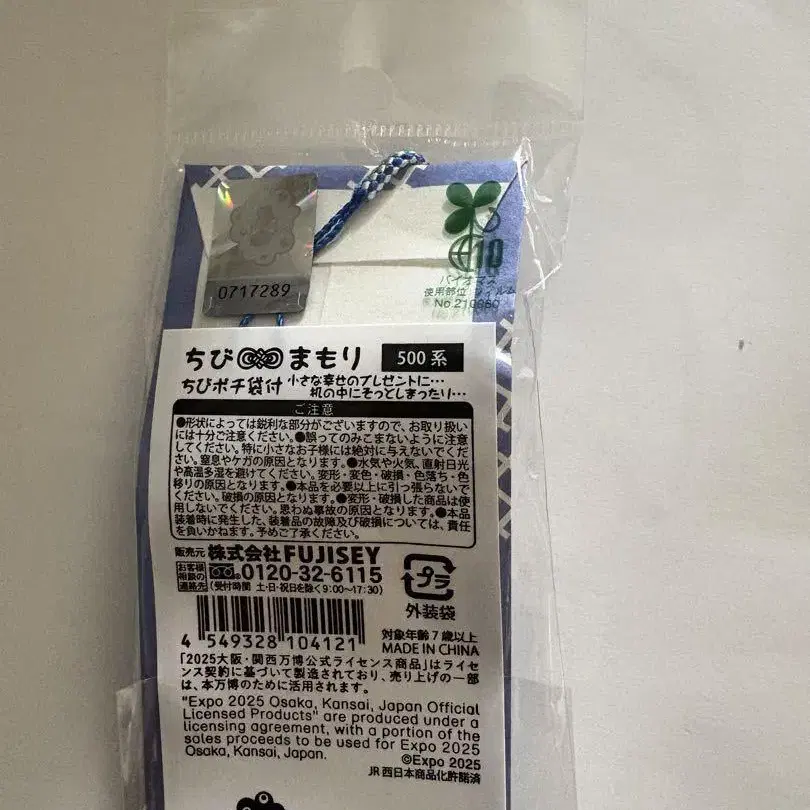 0717289
10
バイオマス
使用部位 フィルム
No.210660
ちび まもり 500系
ちびポチ袋付 小さな幸せのプレゼントに…
机の中にそっとしまったり…
ご注意
●形状によっては鋭利な部分がございますので、お取り扱い
には十分ご注意ください。●誤ってのみこまないように注意
してください。特に小さなお子様には絶対に与えないでくだ
さい。窒息やケガの原因となります。●水気や火気、直射日光
や高温多湿を避けてください。変形・変色・破損・色落ち・色
移りの原因となります。●本品を必要以上に引っ張らないで
ください。破損の原因となります。●変形・破損した商品は使
用しないでください。思わぬ事故の原因となります。●本品
装着時に発生した、装着品の故障及び破損については、責任
を負いかねます。予めご了承ください。
販売元 株式会社FUJISEY
お客様相談の連絡先 0120-32-6115
(受付時間 土・日・祝日を除く9:00〜17:30)
プラ
外装袋
4 549328 104121
対象年齢7歳以上
MADE IN CHINA
「2025大阪・関西万博公式ライセンス商品」はライセ
ンス契約に基づいて製造されており、売り上げの一部
は、本万博のために活用されます。
"Expo 2025 Osaka, Kansai, Japan Official
Licensed Products" are produced under a
licensing agreement, with a portion of the
sales proceeds to be used for Expo 2025
Osaka, Kansai, Japan.
©Expo 2025
JR西日本商品化許諾済